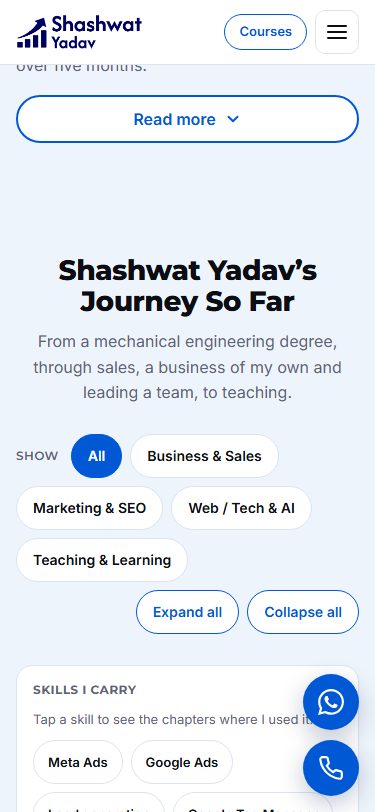 Shashwat
Yadav
Courses
over five months.
Read more
Shashwat Yadav’s
Journey So Far
From a mechanical engineering degree,
through sales, a business of my own and
leading a team, to teaching.
SHOW All Business & Sales
Marketing & SEO Web / Tech & AI
Teaching & Learning
Expand all Collapse all
SKILLS I CARRY
Tap a skill to see the chapters where I used it.
Meta Ads Google Ads